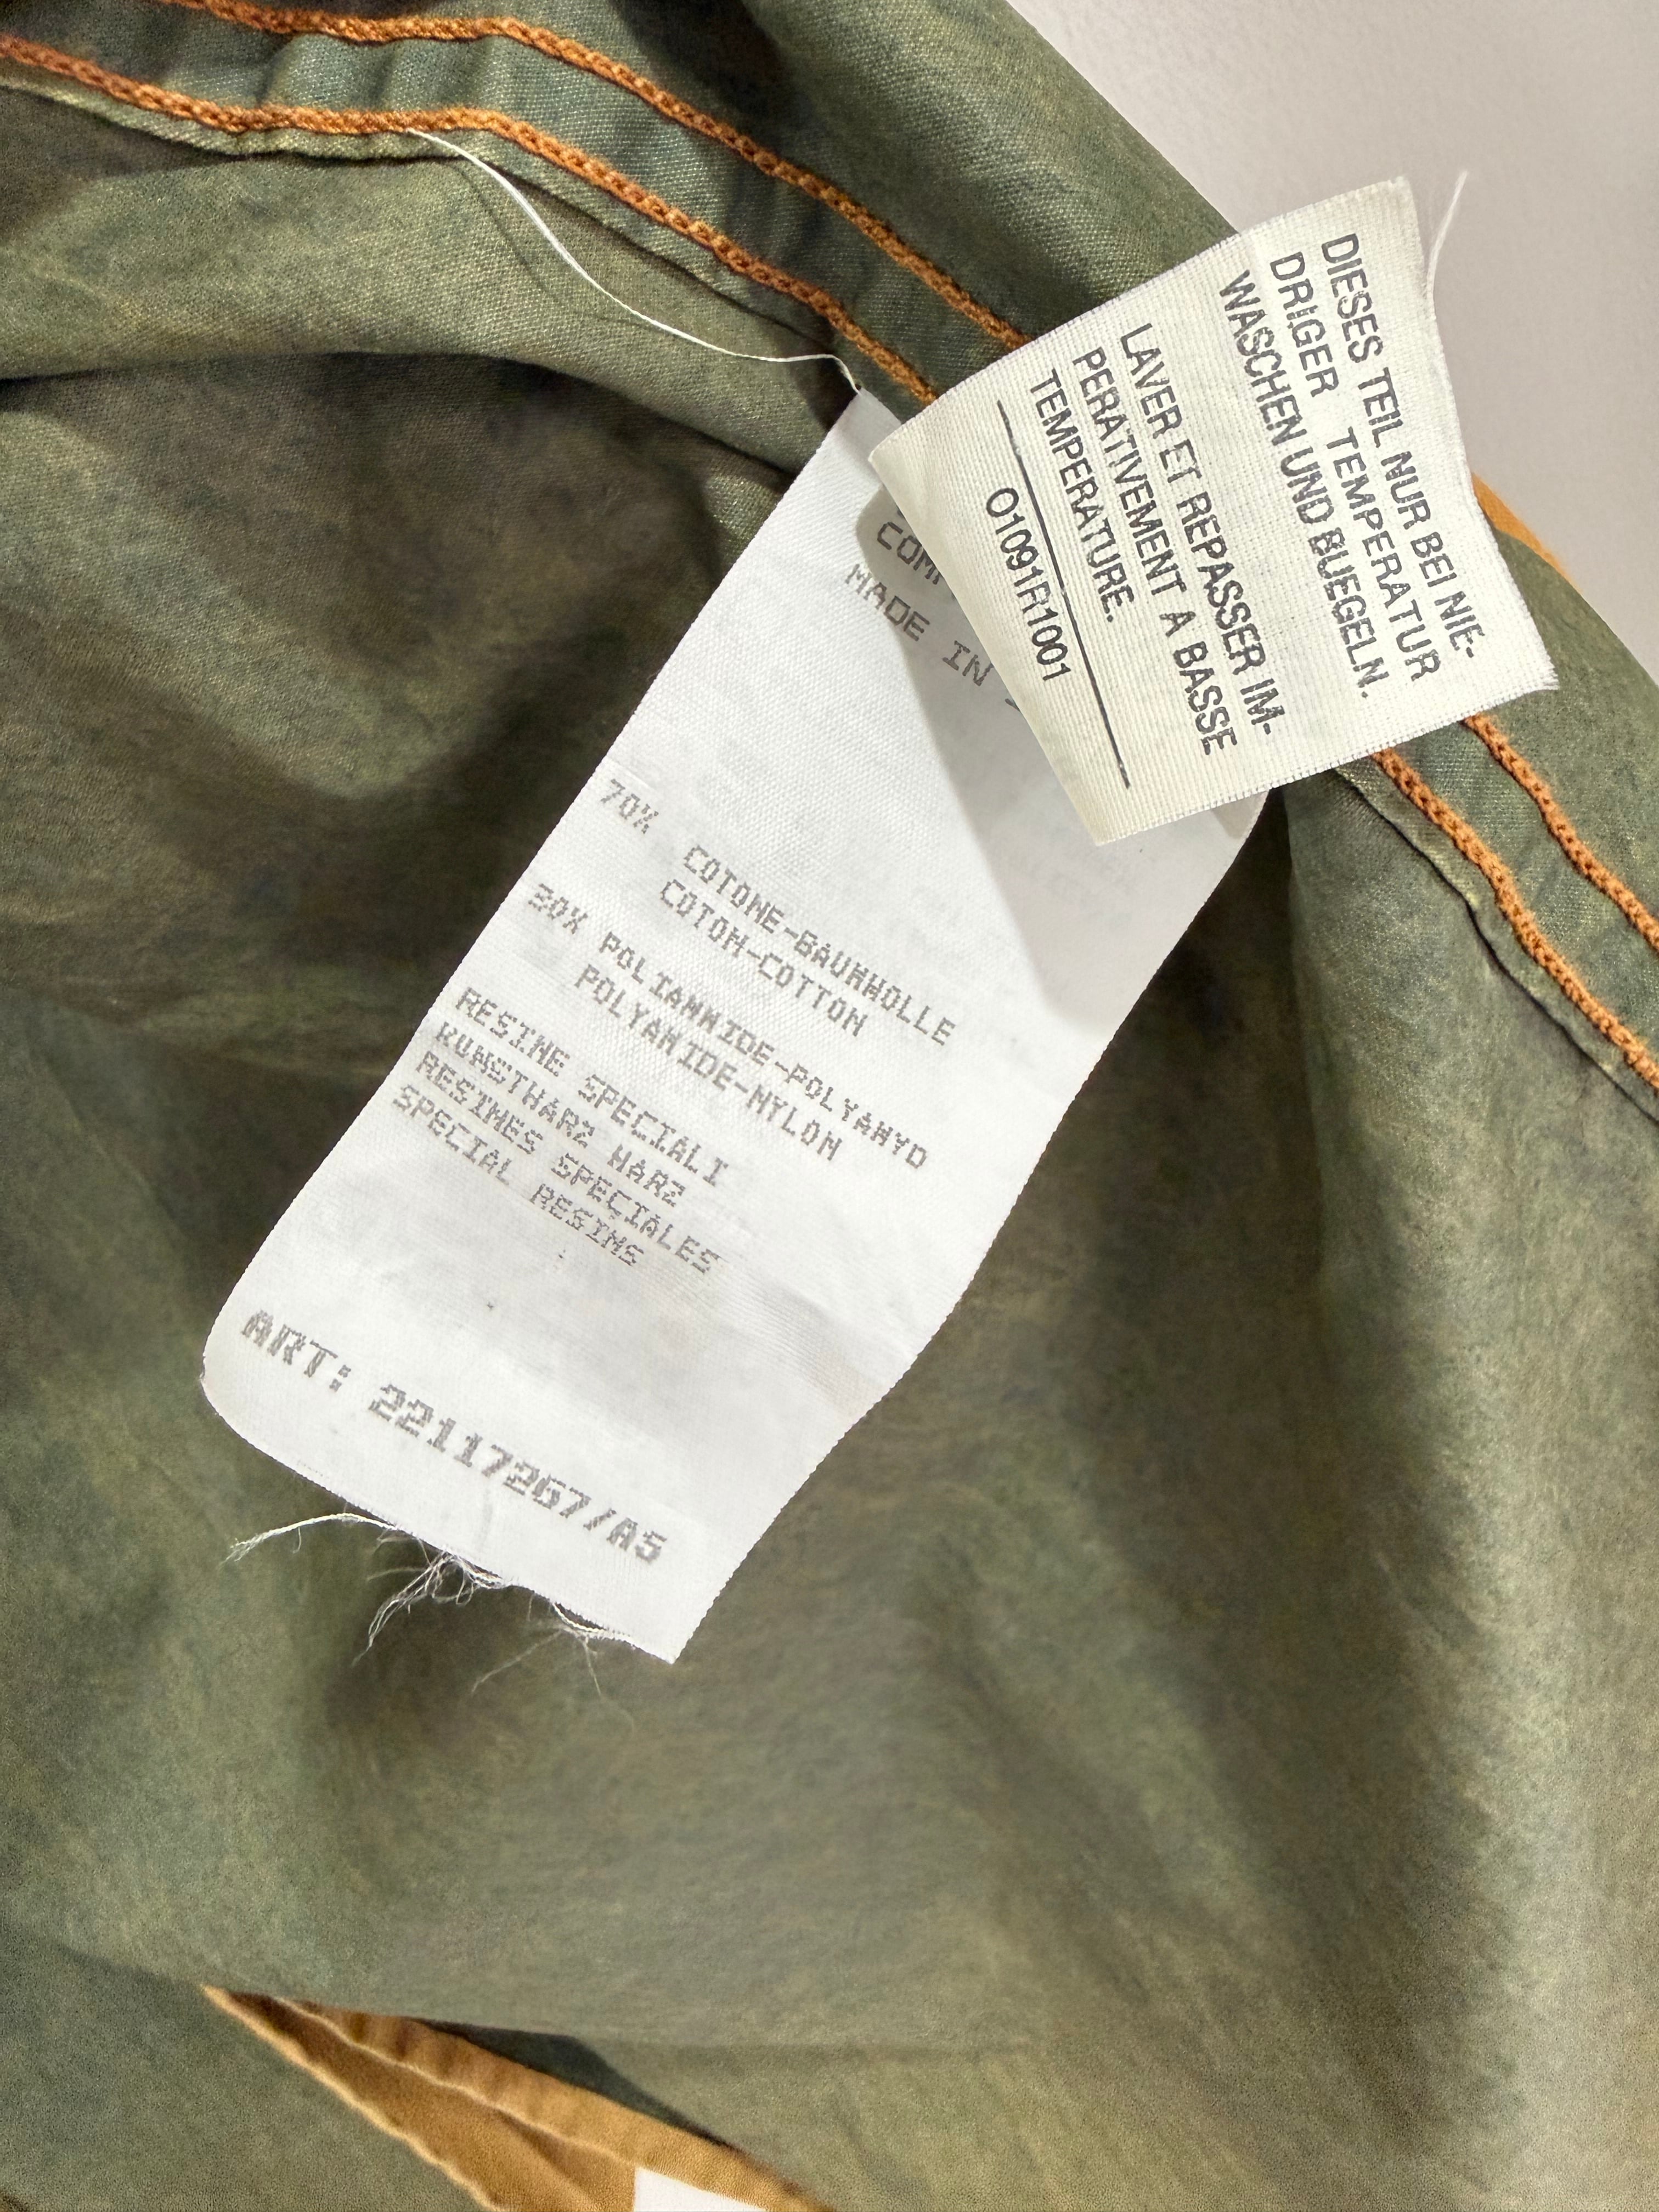 DIESES TEIL NUR BEI NIE-
DRIGER TEMPERATUR
WASCHEN UND BUEGELN.
LAVER ET REPASSER IM-
PERATIVEMENT A BASSE
TEMPERATURE.
O1091R1001
MADE IN
70% COTONE-BAUMWOLLE
COTON-COTTON
30% POLIAMMIDE-POLYAMYD
POLYAMIDE-NYLON
RESINE SPECIALI
KUNSTHARZ HARZ
RESINES SPECIALES
SPECIAL RESINS
ART: 22117267/A5